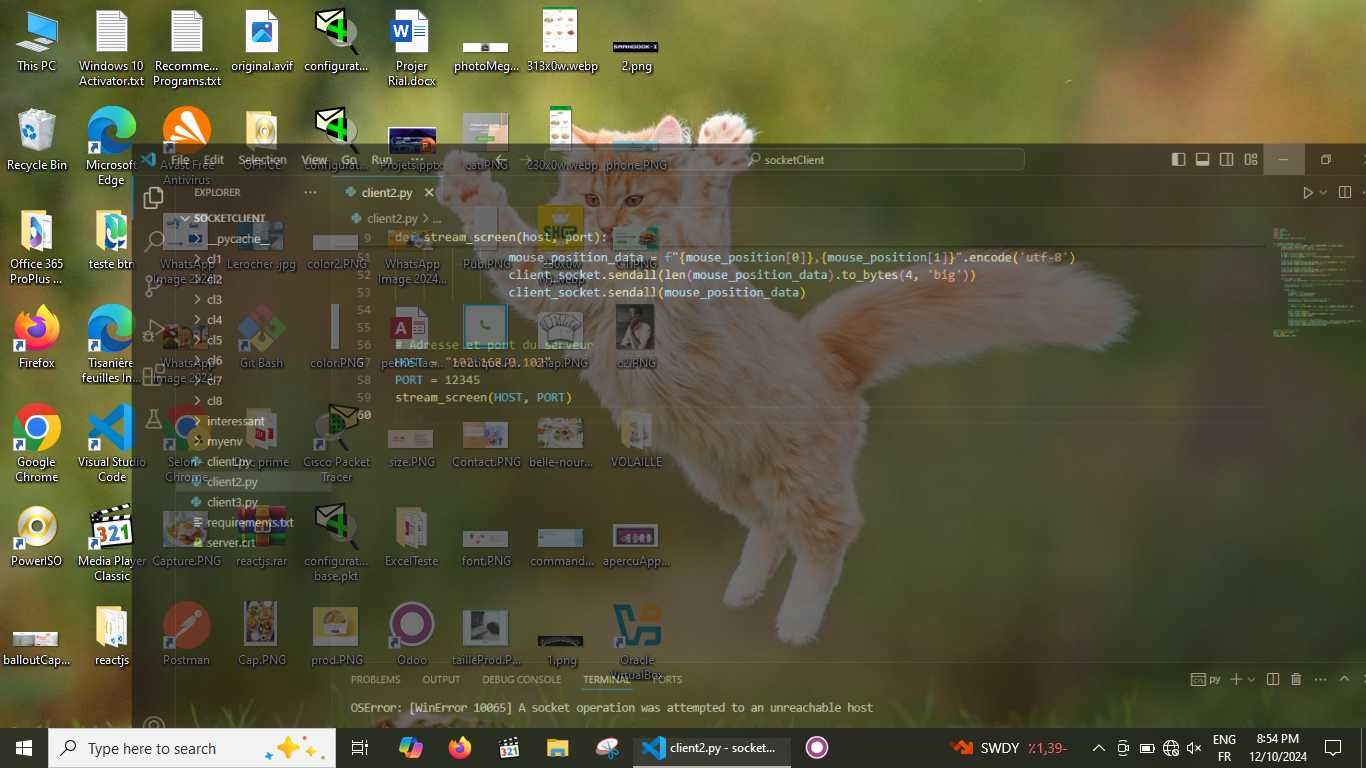 This PC
Windows 10 Activator.txt
Recomme... Programs.txt
original.avif
configurat...
Projer Rial.docx
photoMeg...
313x0w.webp
2.png
Recycle Bin
Microsoft Edge
Avast Free Antivirus
OFFICE
configurat...
Projets.pptx
cat.PNG
230x0w.webp
phone.PNG
File Edit Selection View Go Run ...
socketClient
EXPLORER
client2.py
SOCKETCLIENT
client2.py > ...
__pycache__
cl1
cl2
cl3
cl4
cl5
cl6
cl7
cl8
interessant
myenv
client.py
client2.py
client3.py
requirements.txt
server.crt
9 def stream_screen(host, port):
51 mouse_position_data = f"{mouse_position[0]},{mouse_position[1]}".encode('utf-8')
52 client_socket.sendall(len(mouse_position_data).to_bytes(4, 'big'))
53 client_socket.sendall(mouse_position_data)
54
55
56 # Adresse et port du serveur
57 HOST = "192.168.0.102"
58 PORT = 12345
59 stream_screen(HOST, PORT)
60
Office 365 ProPlus ...
teste btn
WhatsApp Image 2024...
Lerocher .jpg
color2.PNG
WhatsApp Image 2024...
Firefox
Tisanière feuilles In...
WhatsApp Image 2024...
Git Bash
color.PNG
Google Chrome
Visual Studio Code
Cisco Packet Tracer
size.PNG
Contact.PNG
belle-nour...
VOLAILLE
PowerISO
Media Player Classic
Capture.PNG
reactjs.rar
configurat... base.pkt
ExcelTeste
font.PNG
command...
apercuApp...
balloutCap...
reactjs
Postman
Cap.PNG
prod.PNG
Odoo
tailleProd.P...
1.png
Oracle VirtualBox
PROBLEMS OUTPUT DEBUG CONSOLE TERMINAL PORTS
py
OSError: [WinError 10065] A socket operation was attempted to an unreachable host
Type here to search
client2.py - socket...
SWDY ٪1,39-
ENG
FR
8:54 PM
12/10/2024